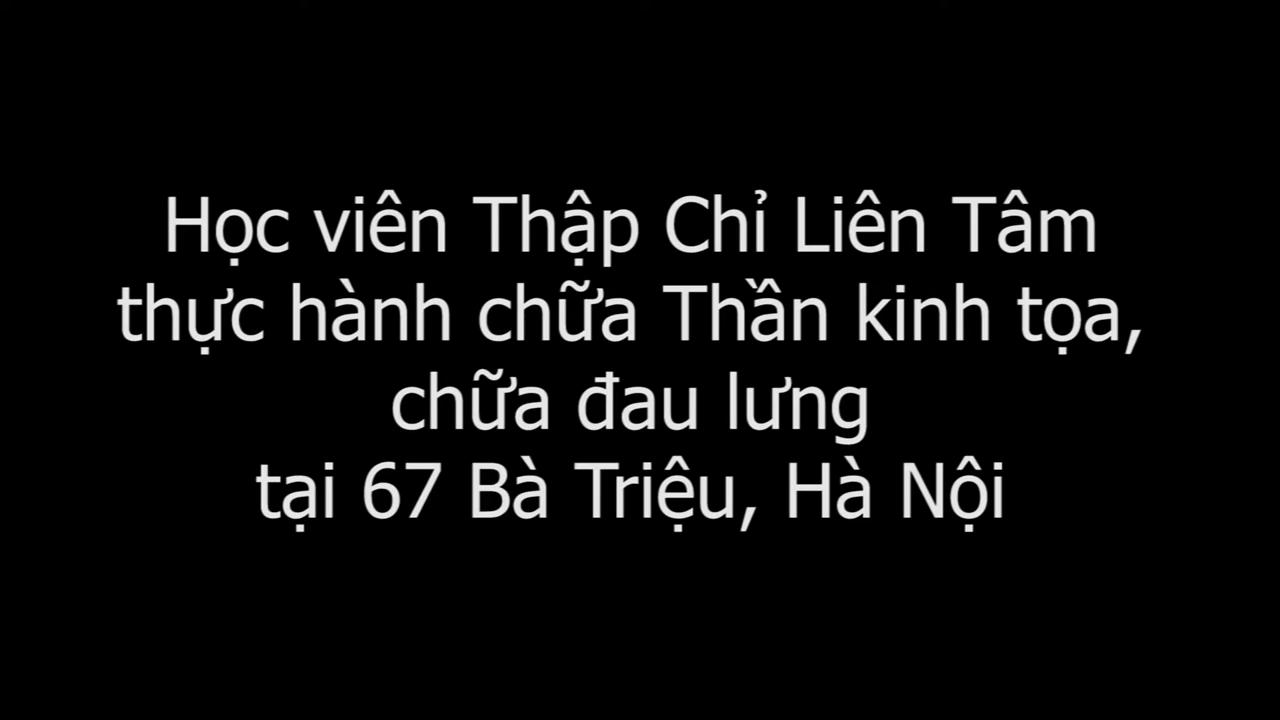 Học viên Thập Chỉ Liên Tâm
thực hành chữa Thần kinh tọa,
chữa đau lưng
tại 67 Bà Triệu, Hà Nội